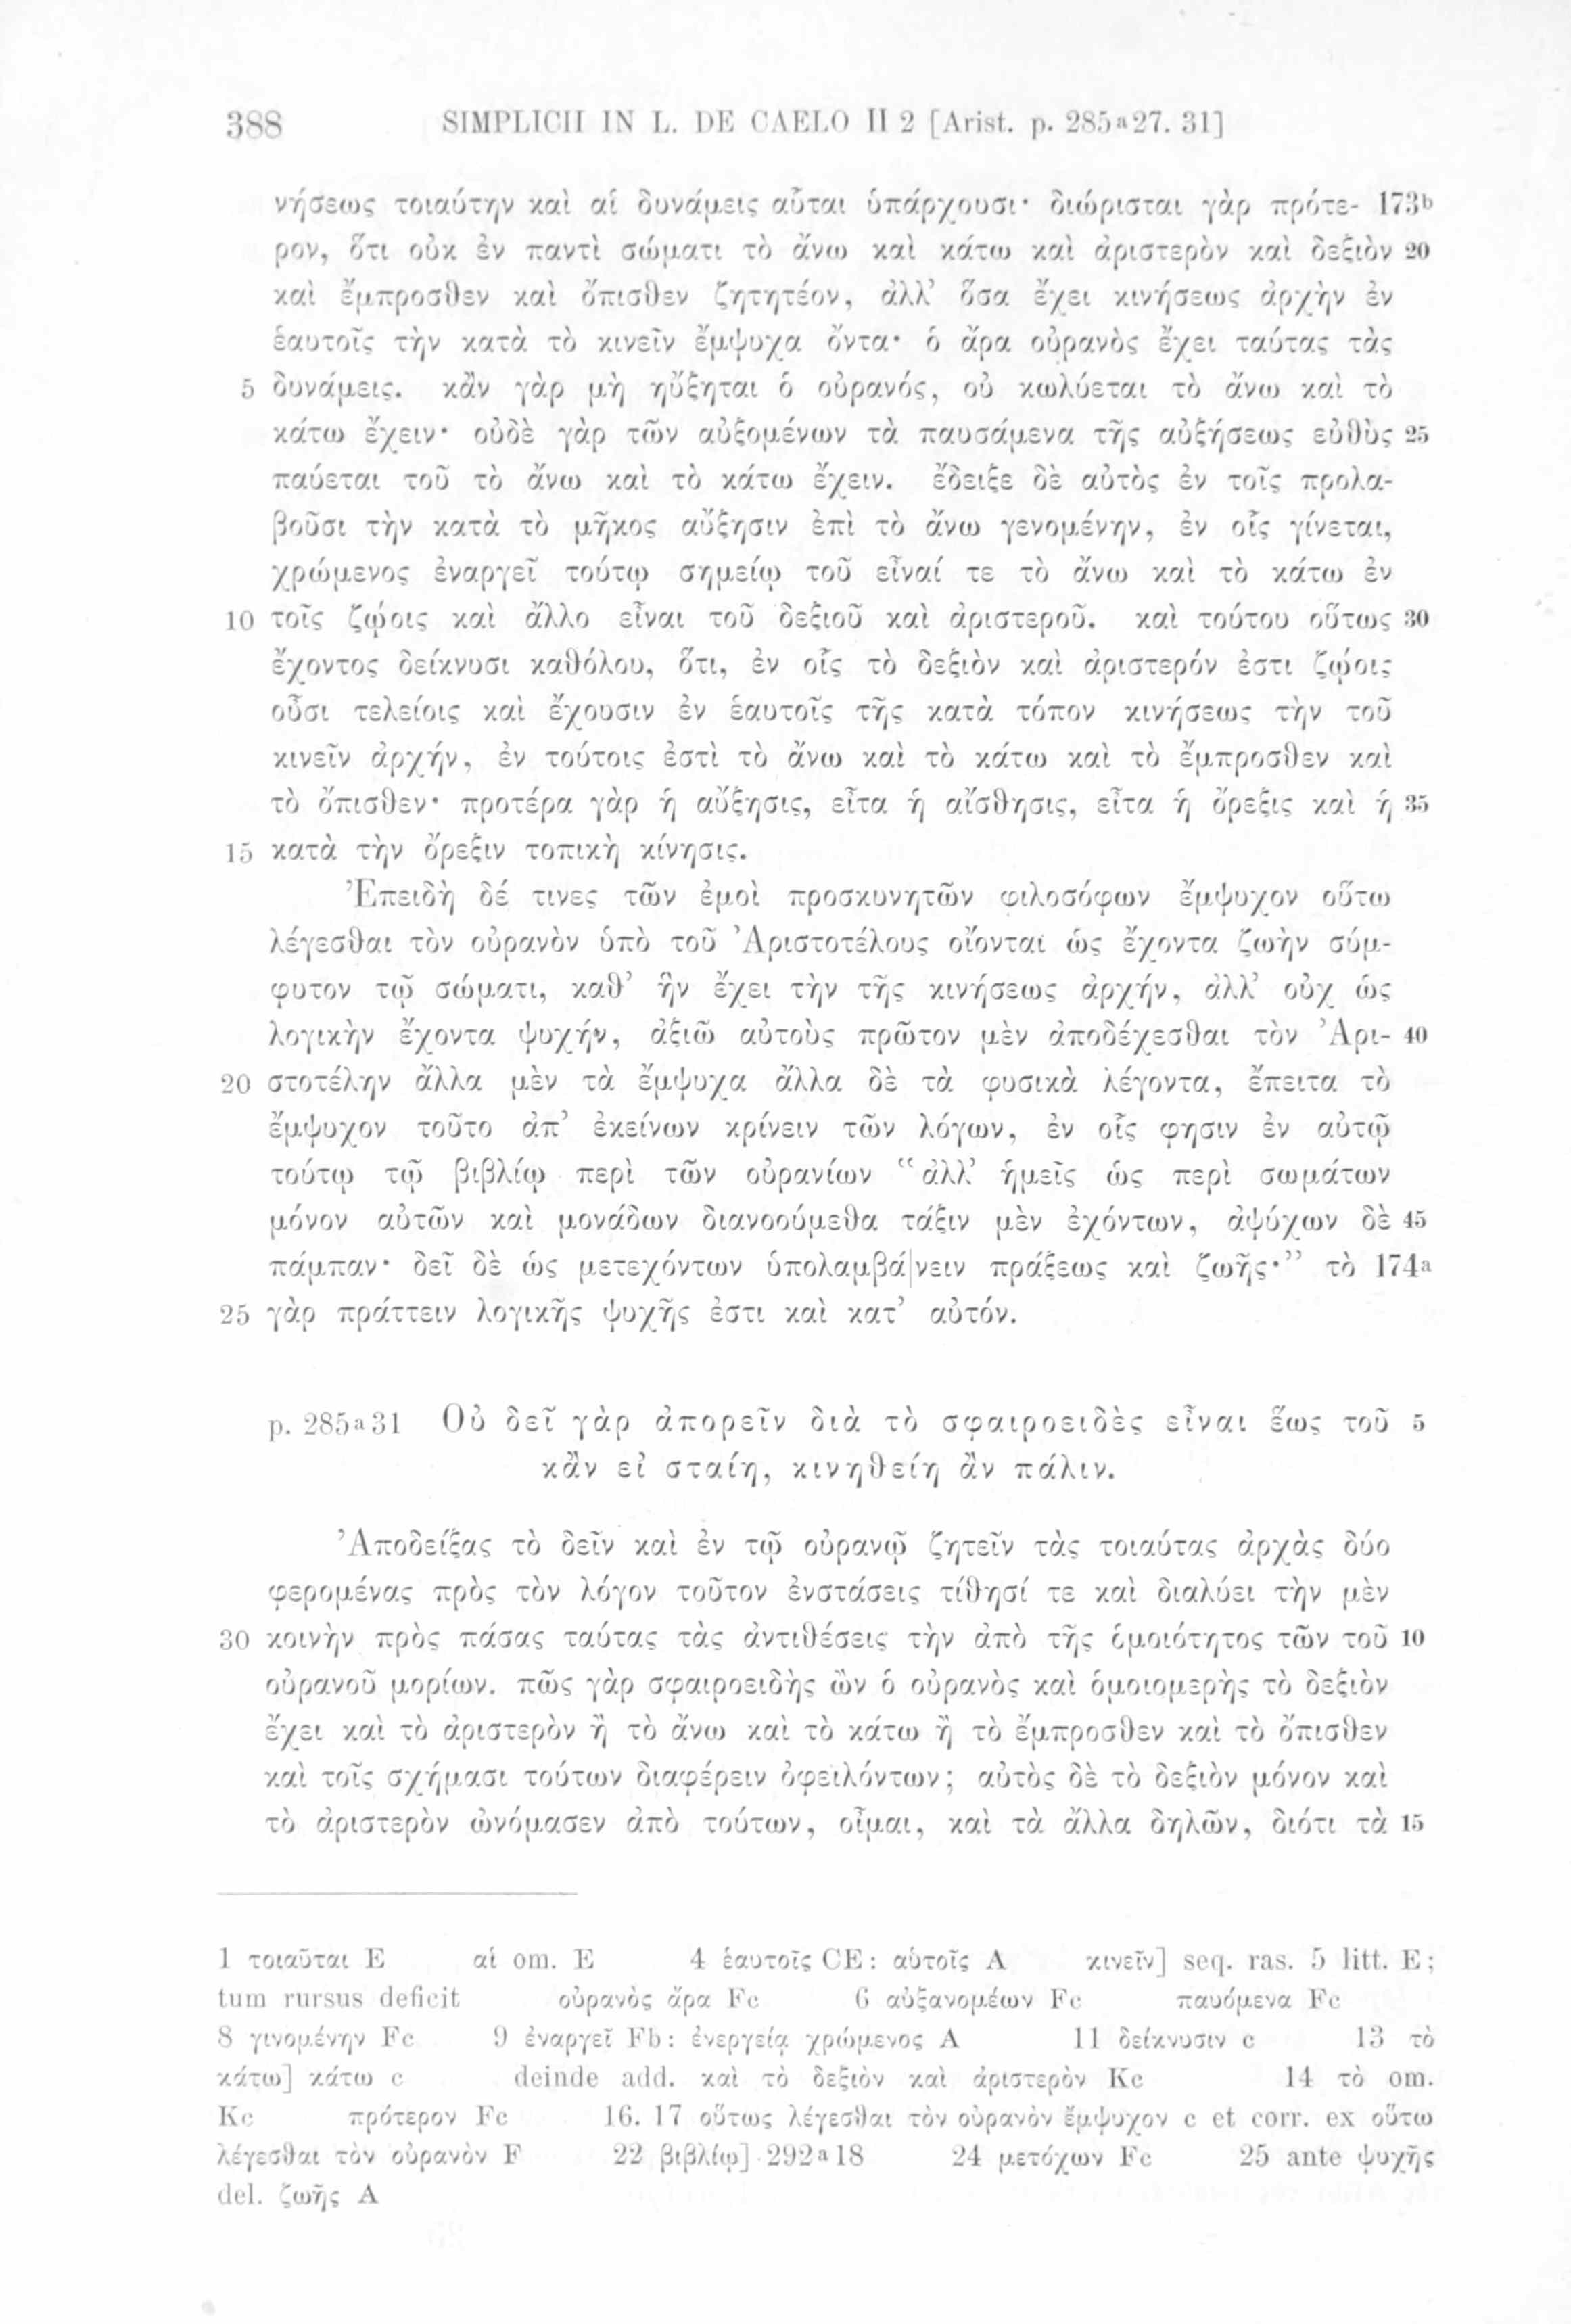 388 SIMPLICII IN L. DE CAELO II 2 [Arist. p. 285a27. 31]
νήσεως τοιαύτην καὶ αἱ δυνάμεις αὗται ὑπάρχουσι· διώρισται γὰρ πρότε- 173b
ρον, ὅτι οὐκ ἐν παντὶ σώματι τὸ ἄνω καὶ κάτω καὶ ἀριστερὸν καὶ δεξιὸν 20
καὶ ἔμπροσθεν καὶ ὄπισθεν ζητητέον, ἀλλ’ ὅσα ἔχει κινήσεως ἀρχὴν ἐν
ἑαυτοῖς τὴν κατὰ τὸ κινεῖν ἔμψυχα ὄντα· ὁ ἄρα οὐρανὸς ἔχει ταύτας τὰς
5 δυνάμεις. κἂν γὰρ μὴ ηὔξηται ὁ οὐρανός, οὐ κωλύεται τὸ ἄνω καὶ τὸ
κάτω ἔχειν· οὐδὲ γὰρ τῶν αὐξομένων τὰ παυσάμενα τῆς αὐξήσεως εὐθὺς 25
παύεται τοῦ τὸ ἄνω καὶ τὸ κάτω ἔχειν. ἔδειξε δὲ αὐτὸς ἐν τοῖς προλα-
βοῦσι τὴν κατὰ τὸ μῆκος αὔξησιν ἐπὶ τὸ ἄνω γενομένην, ἐν οἷς γίνεται,
χρώμενος ἐναργεῖ τούτῳ σημείῳ τοῦ εἶναί τε τὸ ἄνω καὶ τὸ κάτω ἐν
10 τοῖς ζῴοις καὶ ἄλλο εἶναι τοῦ δεξιοῦ καὶ ἀριστεροῦ. καὶ τούτου οὕτως 30
ἔχοντος δείκνυσι καθόλου, ὅτι, ἐν οἷς τὸ δεξιὸν καὶ ἀριστερόν ἐστι ζῴοις
οὖσι τελείοις καὶ ἔχουσιν ἐν ἑαυτοῖς τῆς κατὰ τόπον κινήσεως τὴν τοῦ
κινεῖν ἀρχήν, ἐν τούτοις ἐστὶ τὸ ἄνω καὶ τὸ κάτω καὶ τὸ ἔμπροσθεν καὶ
τὸ ὄπισθεν· προτέρα γὰρ ἡ αὔξησις, εἶτα ἡ αἴσθησις, εἶτα ἡ ὄρεξις καὶ ἡ 35
15 κατὰ τὴν ὄρεξιν τοπικὴ κίνησις.
Ἐπειδὴ δέ τινες τῶν ἐμοὶ προσκυνητῶν φιλοσόφων ἔμψυχον οὕτω
λέγεσθαι τὸν οὐρανὸν ὑπὸ τοῦ Ἀριστοτέλους οἴονται ὡς ἔχοντα ζωὴν σύμ-
φυτον τῷ σώματι, καθ’ ἣν ἔχει τὴν τῆς κινήσεως ἀρχήν, ἀλλ’ οὐχ ὡς
λογικὴν ἔχοντα ψυχήν, ἀξιῶ αὐτοὺς πρῶτον μὲν ἀποδέχεσθαι τὸν Ἀρι- 40
20 στοτέλην ἄλλα μὲν τὰ ἔμψυχα ἄλλα δὲ τὰ φυσικὰ λέγοντα, ἔπειτα τὸ
ἔμψυχον τοῦτο ἀπ’ ἐκείνων κρίνειν τῶν λόγων, ἐν οἷς φησιν ἐν αὐτῷ
τούτῳ τῷ βιβλίῳ περὶ τῶν οὐρανίων “ἀλλ’ ἡμεῖς ὡς περὶ σωμάτων
μόνον αὐτῶν καὶ μονάδων διανοούμεθα τάξιν μὲν ἐχόντων, ἀψύχων δὲ 45
πάμπαν· δεῖ δὲ ὡς μετεχόντων ὑπολαμβά|νειν πράξεως καὶ ζωῆς·” τὸ 174a
25 γὰρ πράττειν λογικῆς ψυχῆς ἐστι καὶ κατ’ αὐτόν.
p. 285a31 Οὐ δεῖ γὰρ ἀπορεῖν διὰ τὸ σφαιροειδὲς εἶναι ἕως τοῦ 5
κἂν εἰ σταίη, κινηθείη ἂν πάλιν.
Ἀποδείξας τὸ δεῖν καὶ ἐν τῷ οὐρανῷ ζητεῖν τὰς τοιαύτας ἀρχὰς δύο
φερομένας πρὸς τὸν λόγον τοῦτον ἐνστάσεις τίθησί τε καὶ διαλύει τὴν μὲν
30 κοινὴν πρὸς πάσας ταύτας τὰς ἀντιθέσεις τὴν ἀπὸ τῆς ὁμοιότητος τῶν τοῦ 10
οὐρανοῦ μορίων. πῶς γὰρ σφαιροειδὴς ὢν ὁ οὐρανὸς καὶ ὁμοιομερὴς τὸ δεξιὸν
ἔχει καὶ τὸ ἀριστερὸν ἢ τὸ ἄνω καὶ τὸ κάτω ἢ τὸ ἔμπροσθεν καὶ τὸ ὄπισθεν
καὶ τοῖς σχήμασι τούτων διαφέρειν ὀφειλόντων; αὐτὸς δὲ τὸ δεξιὸν μόνον καὶ
τὸ ἀριστερὸν ὠνόμασεν ἀπὸ τούτων, οἶμαι, καὶ τὰ ἄλλα δηλῶν, διότι τὰ 15
1 τοιαῦται E αἱ om. E 4 ἑαυτοῖς CE: αὑτοῖς A κινεῖν] seq. ras. 5 litt. E;
tum rursus deficit οὐρανὸς ἄρα Fc 6 αὐξανομέων Fc παυόμενα Fc
8 γινομένην Fc 9 ἐναργεῖ Fb: ἐνεργείᾳ χρώμενος A 11 δείκνυσιν c 13 τὸ
κάτω] κάτω c deinde add. καὶ τὸ δεξιὸν καὶ ἀριστερὸν Kc 14 τὸ om.
Kc πρότερον Fc 16. 17 οὕτως λέγεσθαι τὸν οὐρανὸν ἔμψυχον c et corr. ex οὕτω
λέγεσθαι τὸν οὐρανὸν F 22 βιβλίῳ] 292a18 24 μετόχων Fc 25 ante ψυχῆς
del. ζωῆς A